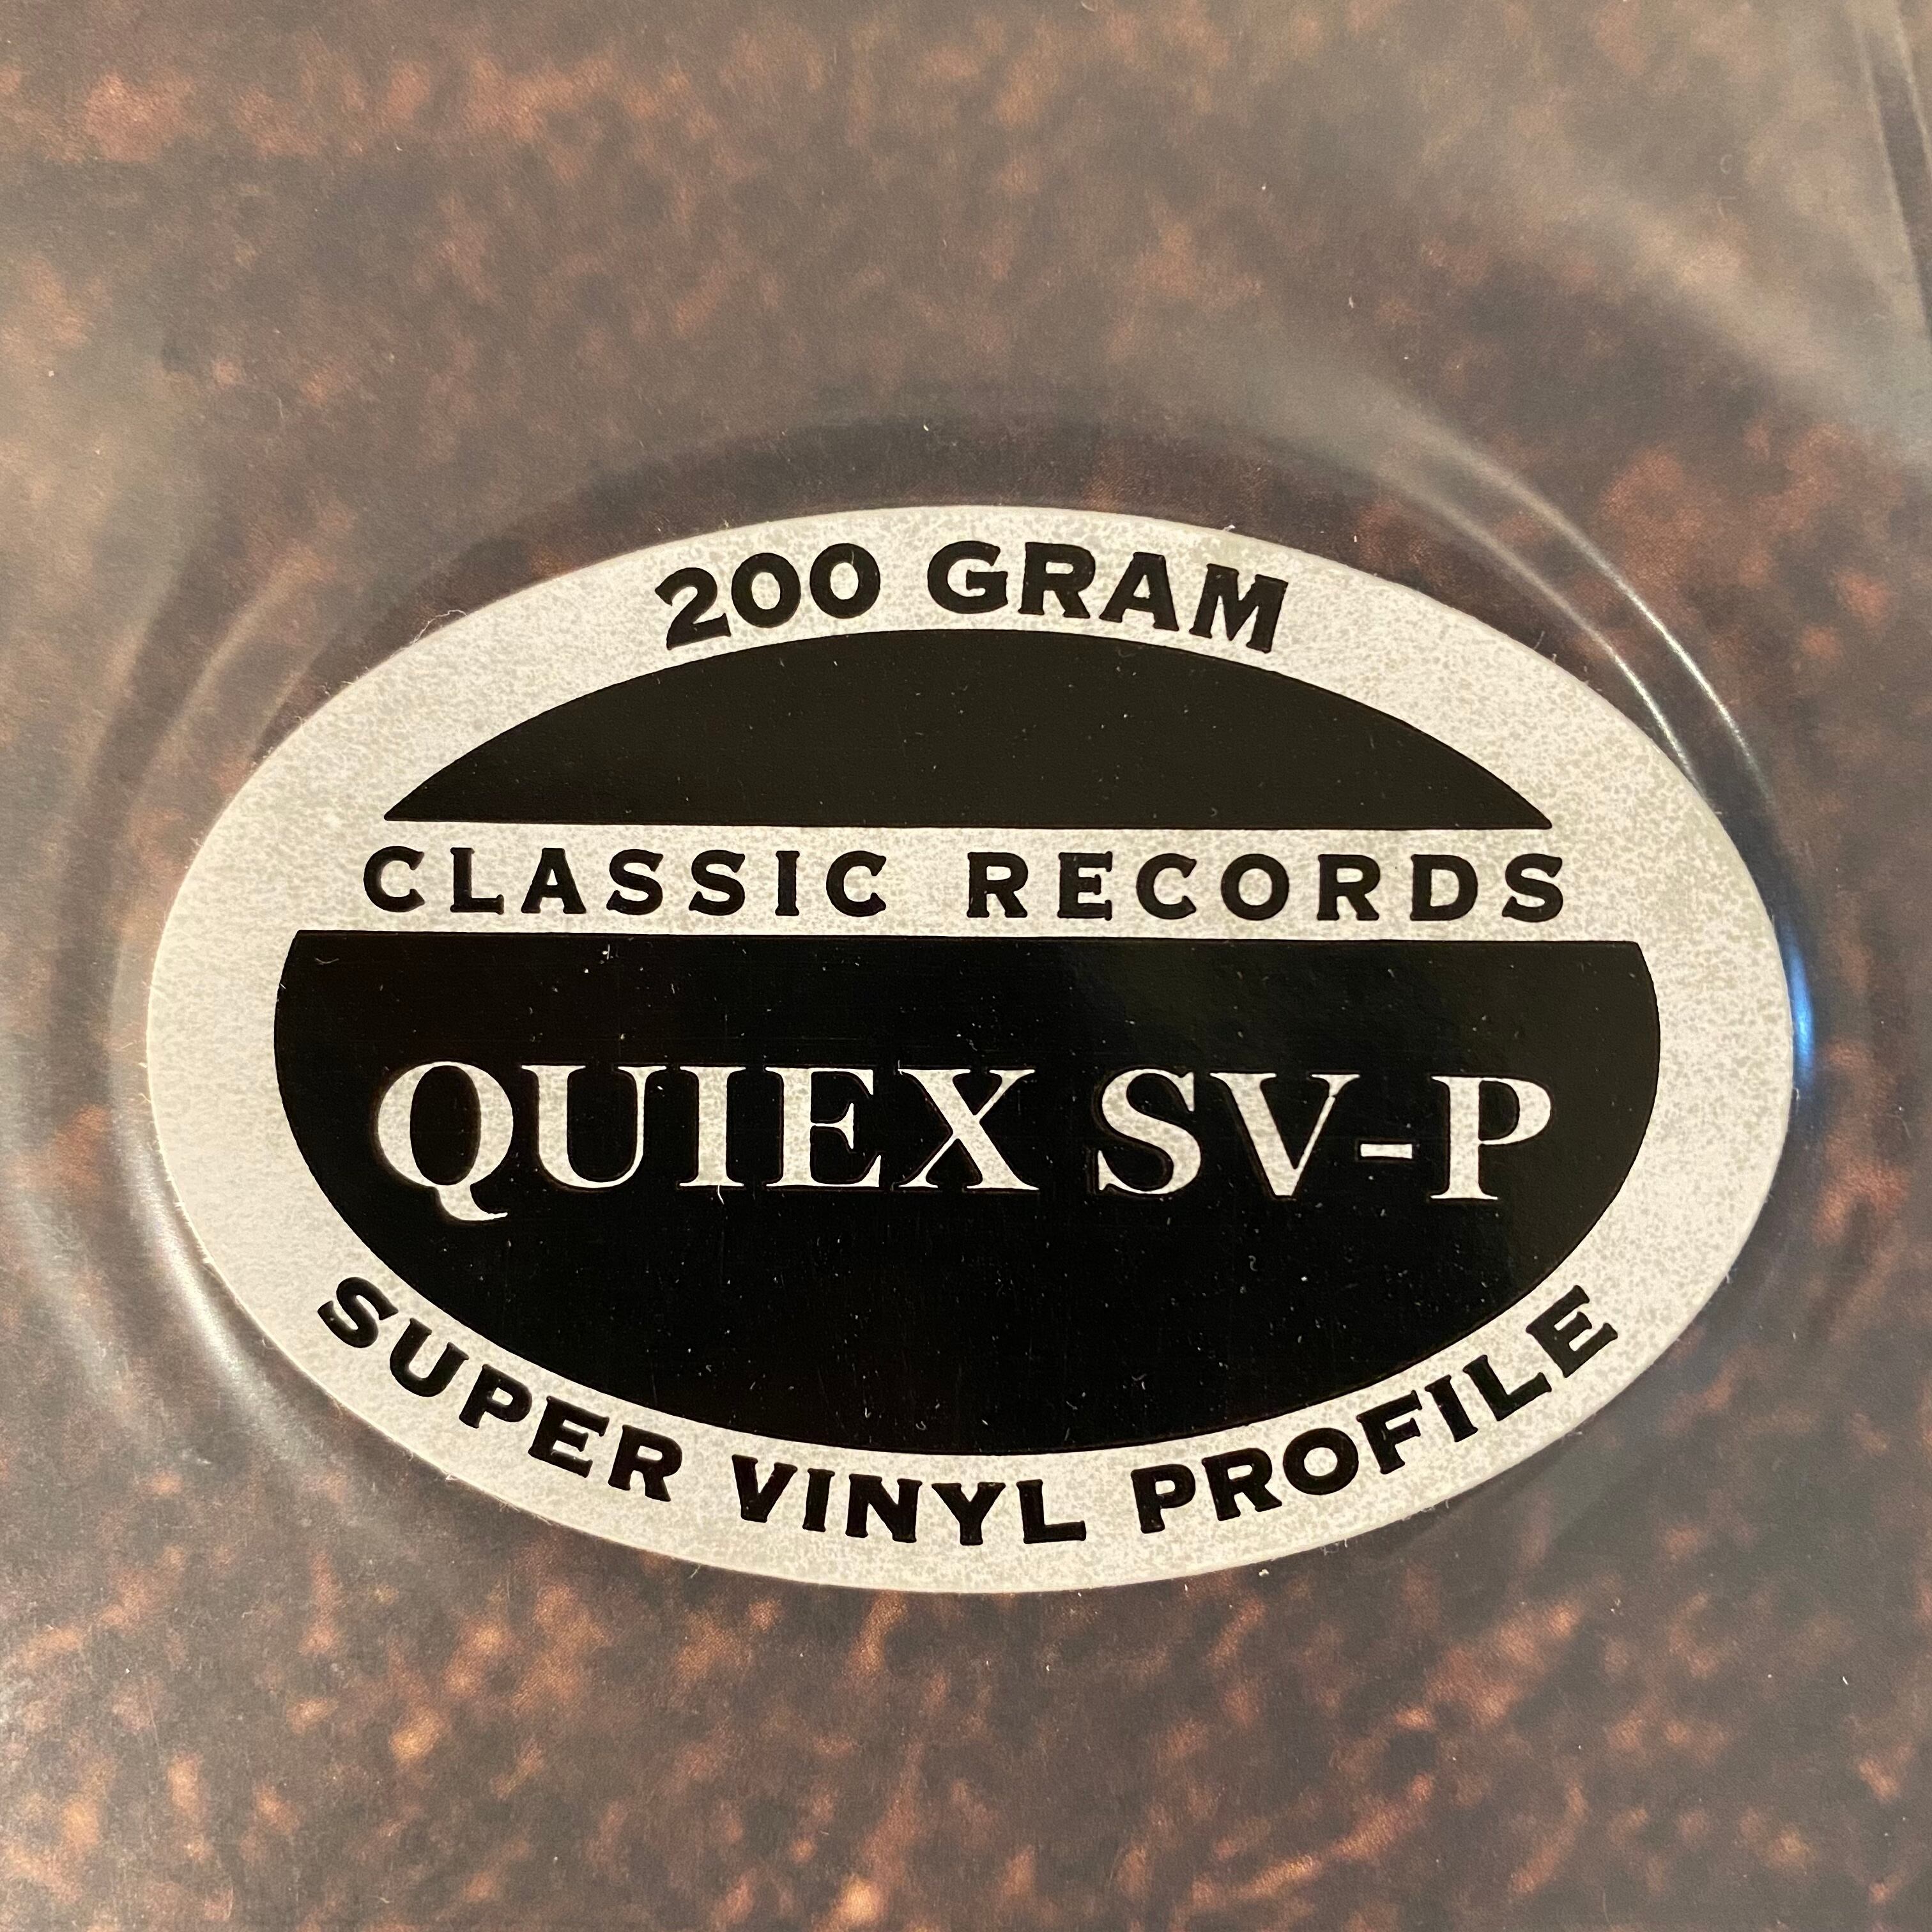 200 GRAM
CLASSIC RECORDS
QUIEX SV-P
SUPER VINYL PROFILE